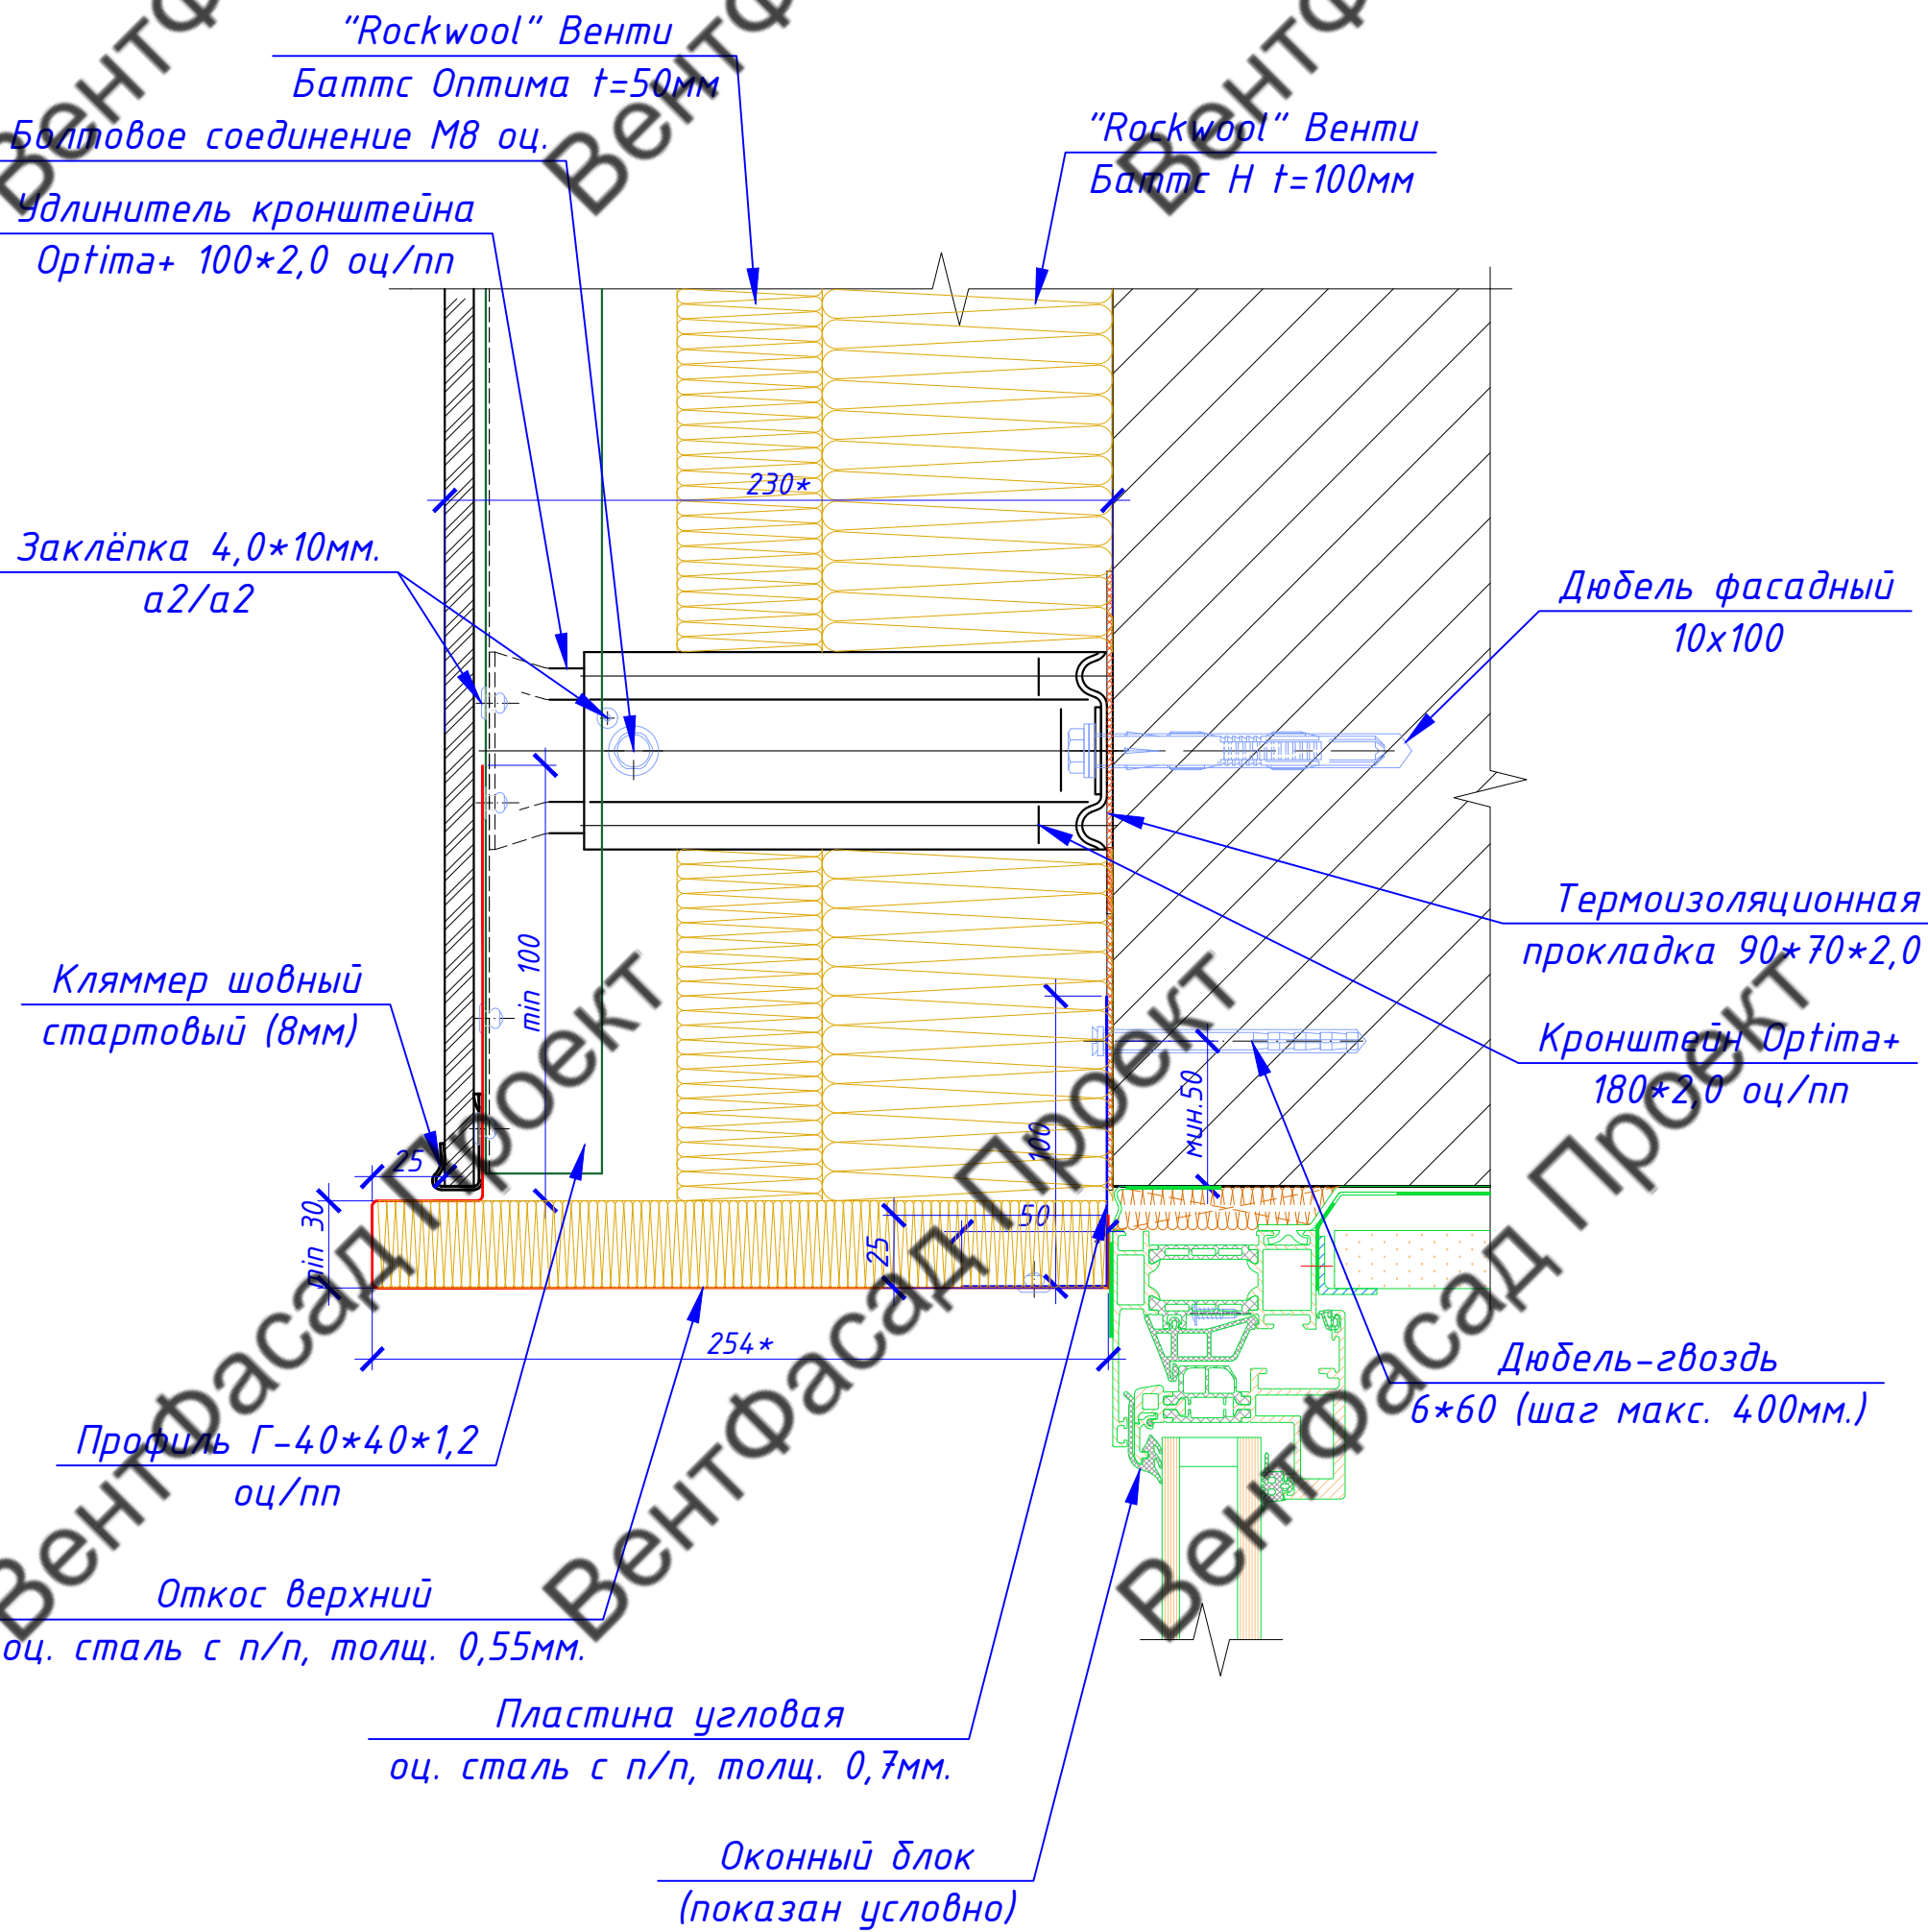 "Rockwool" Венти
Баттс Оптима t=50мм
Болтовое соединение М8 оц.
Удлинитель кронштейна
Optima+ 100*2,0 оц/пп
"Rockwool" Венти
Баттс Н t=100мм
230*
Заклёпка 4,0*10мм.
а2/а2
Дюбель фасадный
10х100
Термоизоляционная
прокладка 90*70*2,0
Кляммер шовный
стартовый (8мм)
min 100
Кронштейн Optima+
180*2,0 оц/пп
100
мин.50
25
min 30
50
25
254*
Дюбель-гвоздь
6*60 (шаг макс. 400мм.)
Профиль Г-40*40*1,2
оц/пп
Откос верхний
оц. сталь с п/п, толщ. 0,55мм.
Пластина угловая
оц. сталь с п/п, толщ. 0,7мм.
Оконный блок
(показан условно)
ВентФ
ВентФ
ВентФ
ВентФасад Проект
ВентФасад Проект
ВентФасад Проект